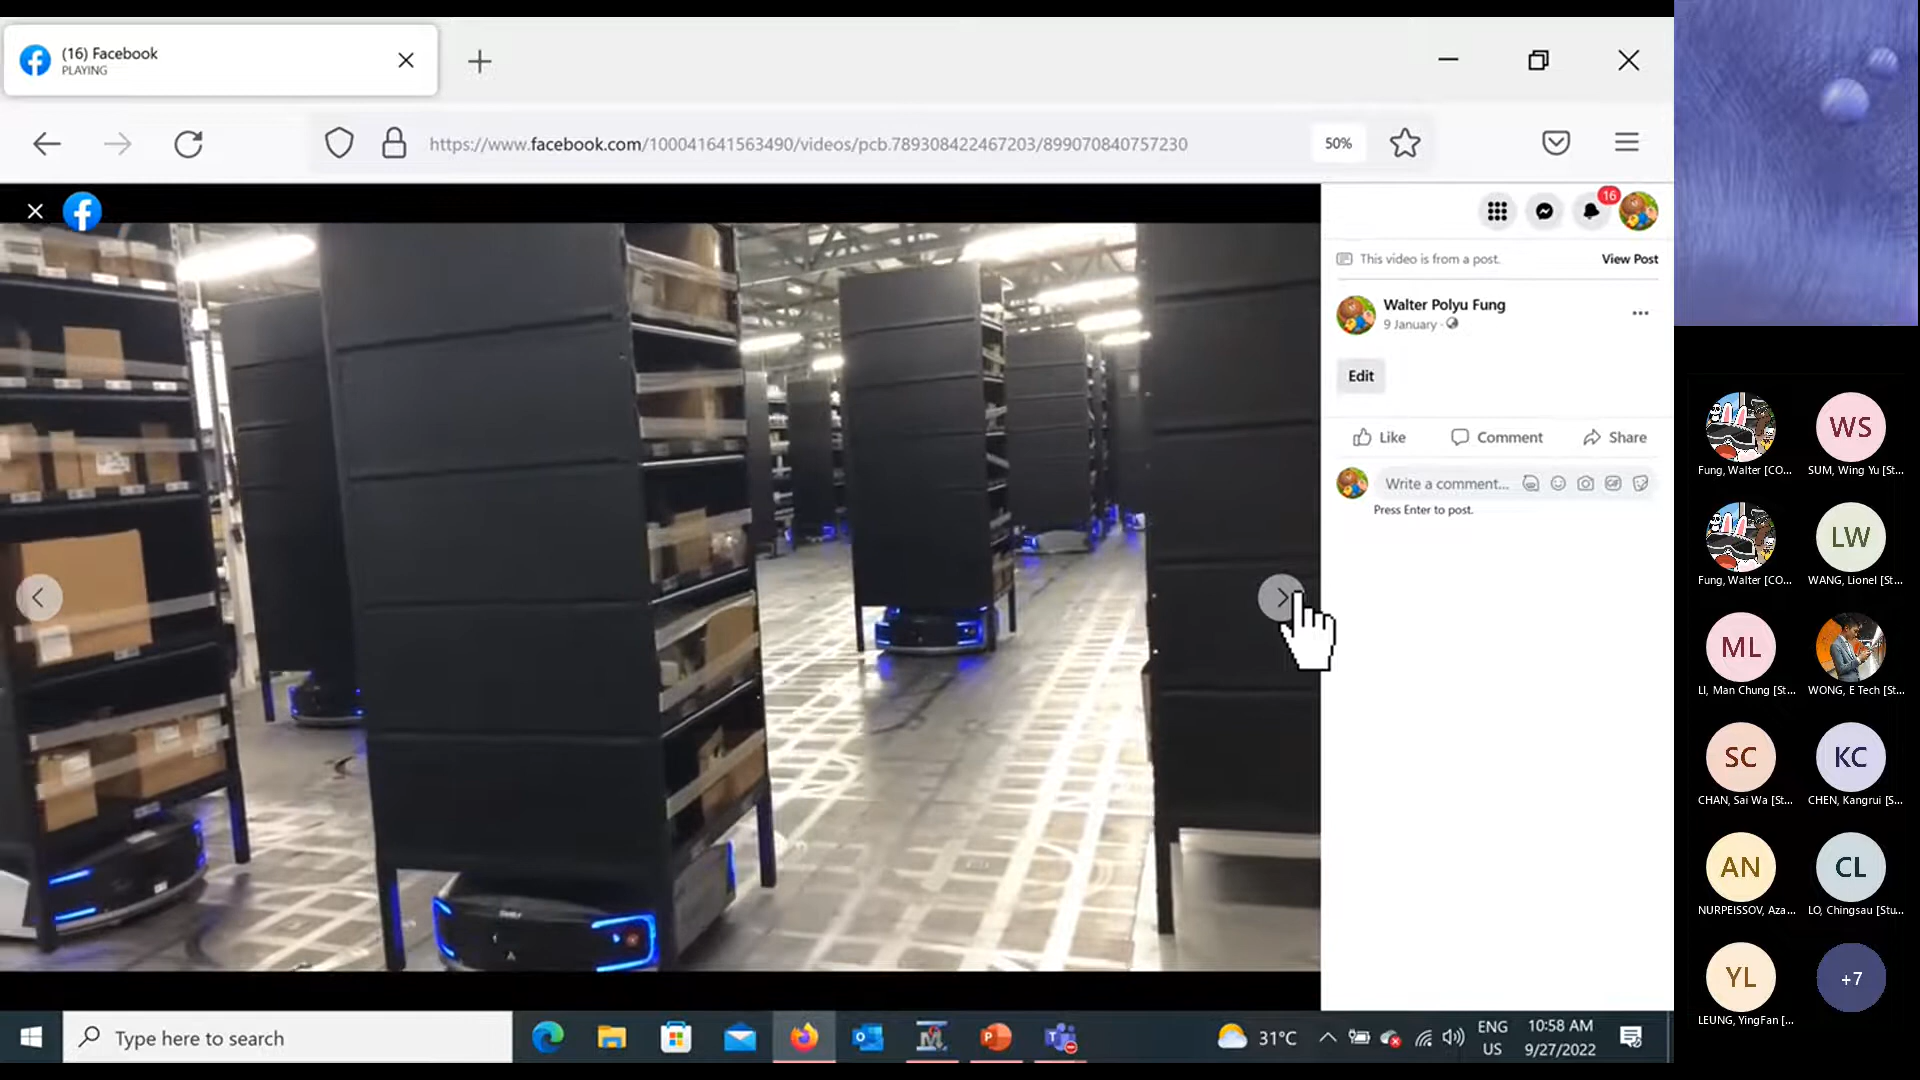 (16) Facebook
PLAYING
https://www.facebook.com/100041641563490/videos/pcb.789308422467203/899070840757230
50%
16
This video is from a post.
View Post
Walter Polyu Fung
9 January
Edit
Like
Comment
Share
Write a comment...
GIF
Press Enter to post.
Fung, Walter [CO...
WS
SUM, Wing Yu [St...
Fung, Walter [CO...
LW
WANG, Lionel [St...
ML
LI, Man Chung [St...
WONG, E Tech [St...
SC
CHAN, Sai Wa [St...
KC
CHEN, Kangrui [S...
AN
NURPEISSOV, Aza...
CL
LO, Chingsau [Stu...
YL
LEUNG, YingFan [...
+7
Type here to search
31°C
ENG
US
10:58 AM
9/27/2022